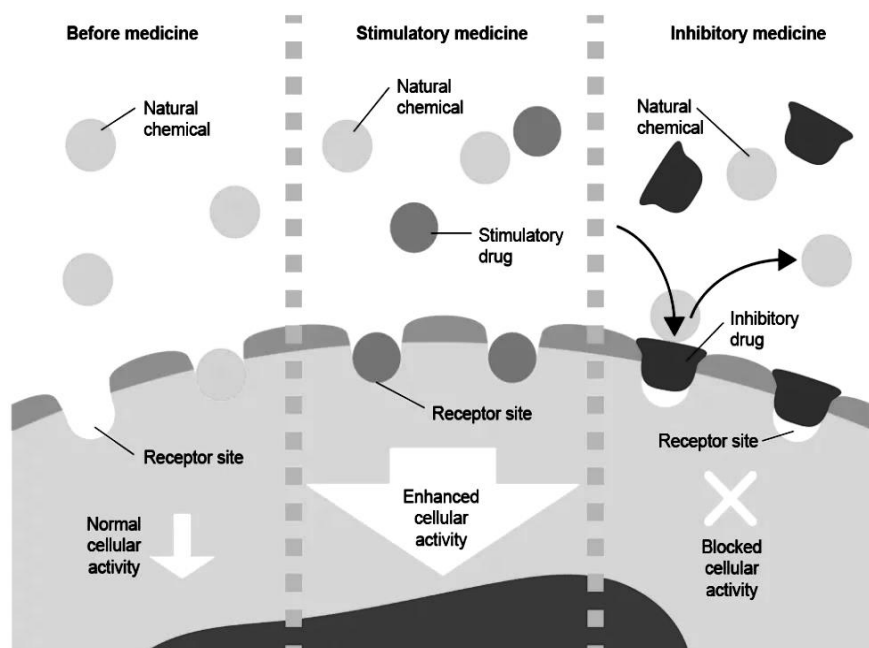 Before medicine
Natural
chemical
Receptor site
Normal
cellular
activity
Stimulatory medicine
Natural
chemical
Stimulatory
drug
Receptor site
Enhanced
cellular
activity
Inhibitory medicine
Natural
chemical
Inhibitory
drug
Receptor site
Blocked
cellular
activity